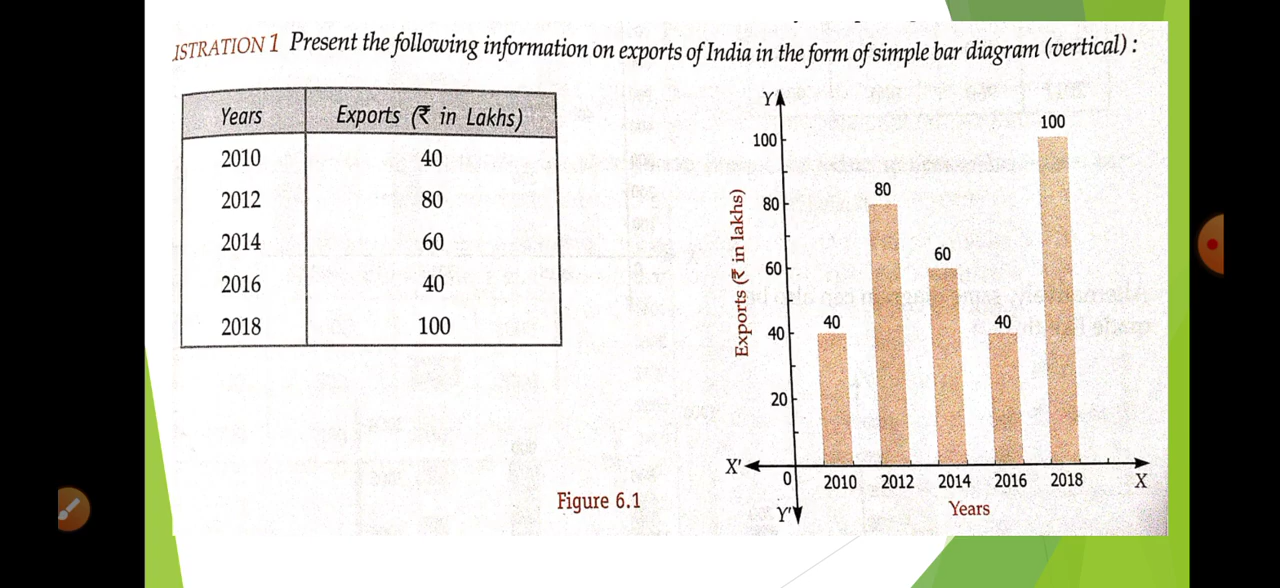 ISTRATION 1 Present the following information on exports of India in the form of simple bar diagram (vertical) :
Years Exports (₹ in Lakhs)
2010 40
2012 80
2014 60
2016 40
2018 100
Y
100
80
60
40
20
0
Exports (₹ in lakhs)
40
80
60
40
100
X'
2010 2012 2014 2016 2018 X
Y'
Years
Figure 6.1